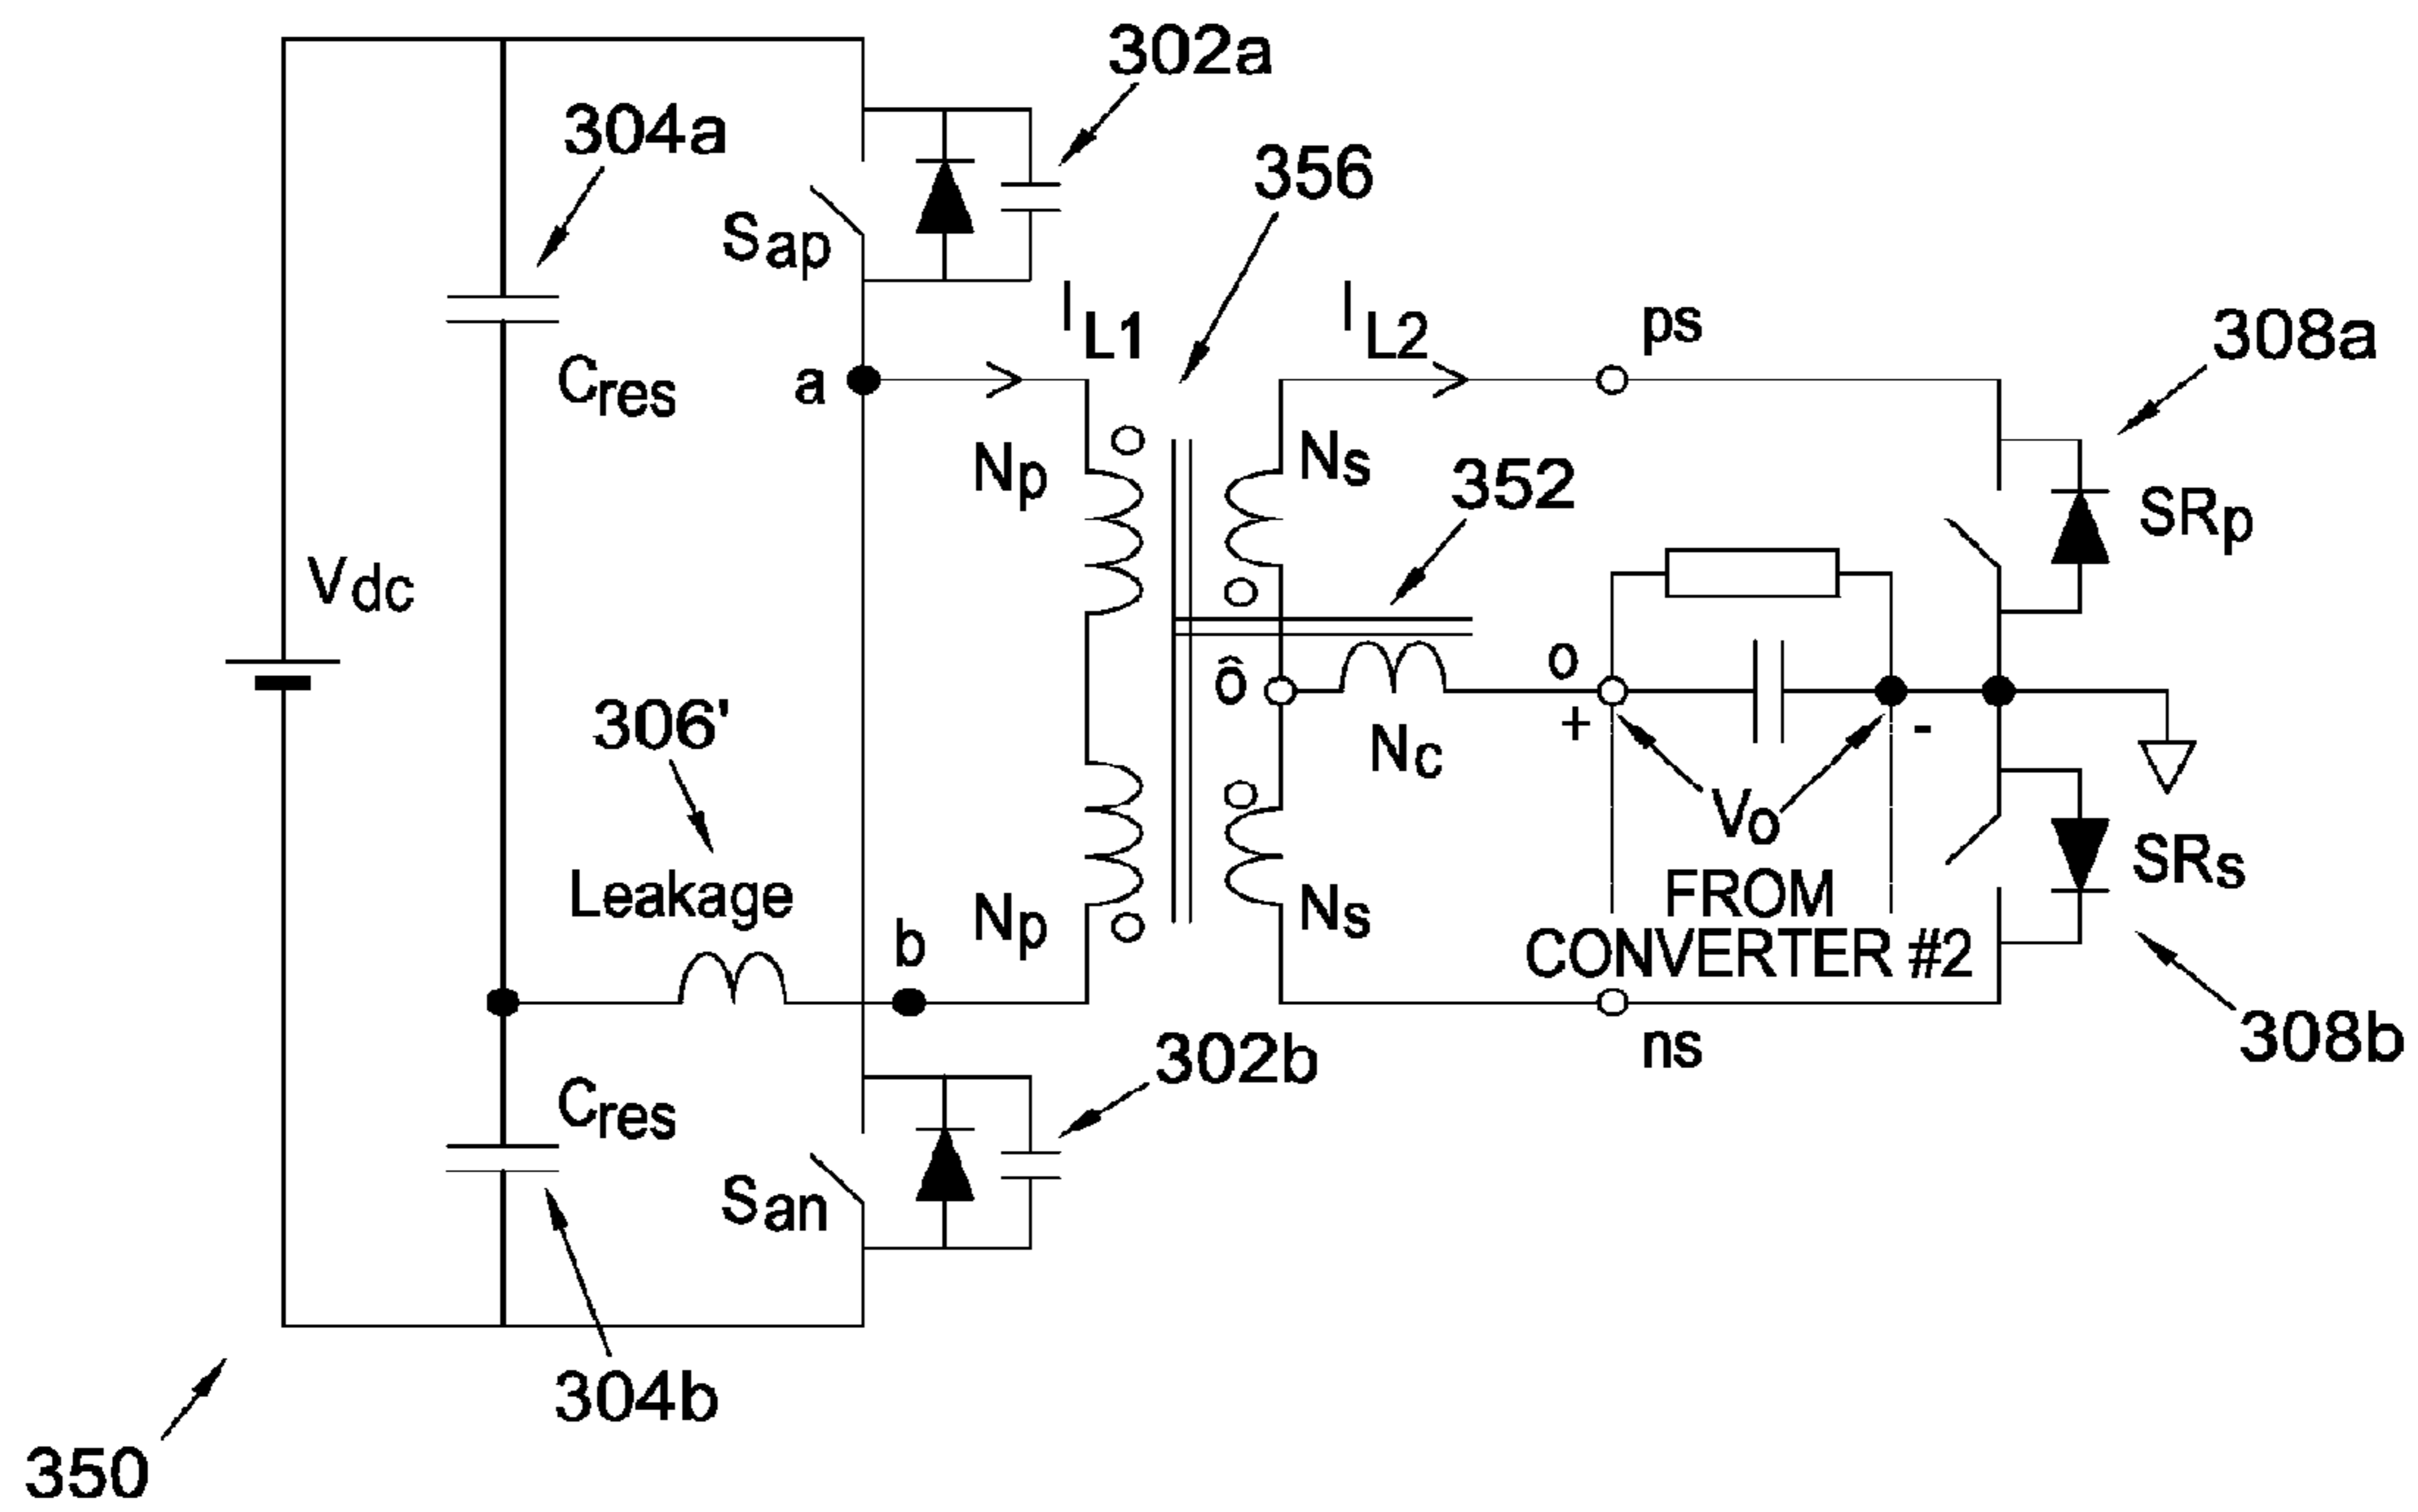 302a
304a
356
Sap
IL1
IL2
ps
308a
Cres
a
Np
Ns
352
SRp
Vdc
ô
o
+
-
306'
Nc
Vo
Leakage
b
Np
Ns
FROM
CONVERTER #2
SRs
ns
308b
Cres
302b
San
304b
350